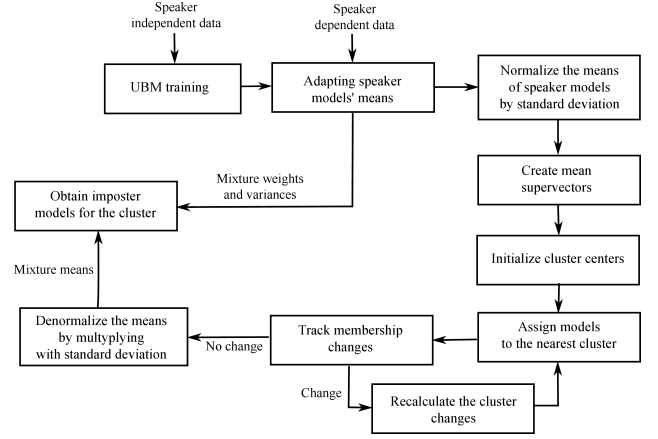 Speaker
independent data
Speaker
dependent data
UBM training
Adapting speaker
models' means
Normalize the means
of speaker models
by standard deviation
Mixture weights
and variances
Create mean
supervectors
Obtain imposter
models for the cluster
Initialize cluster centers
Mixture means
Denormalize the means
by multyplying
with standard deviation
No change
Track membership
changes
Assign models
to the nearest cluster
Change
Recalculate the cluster
changes